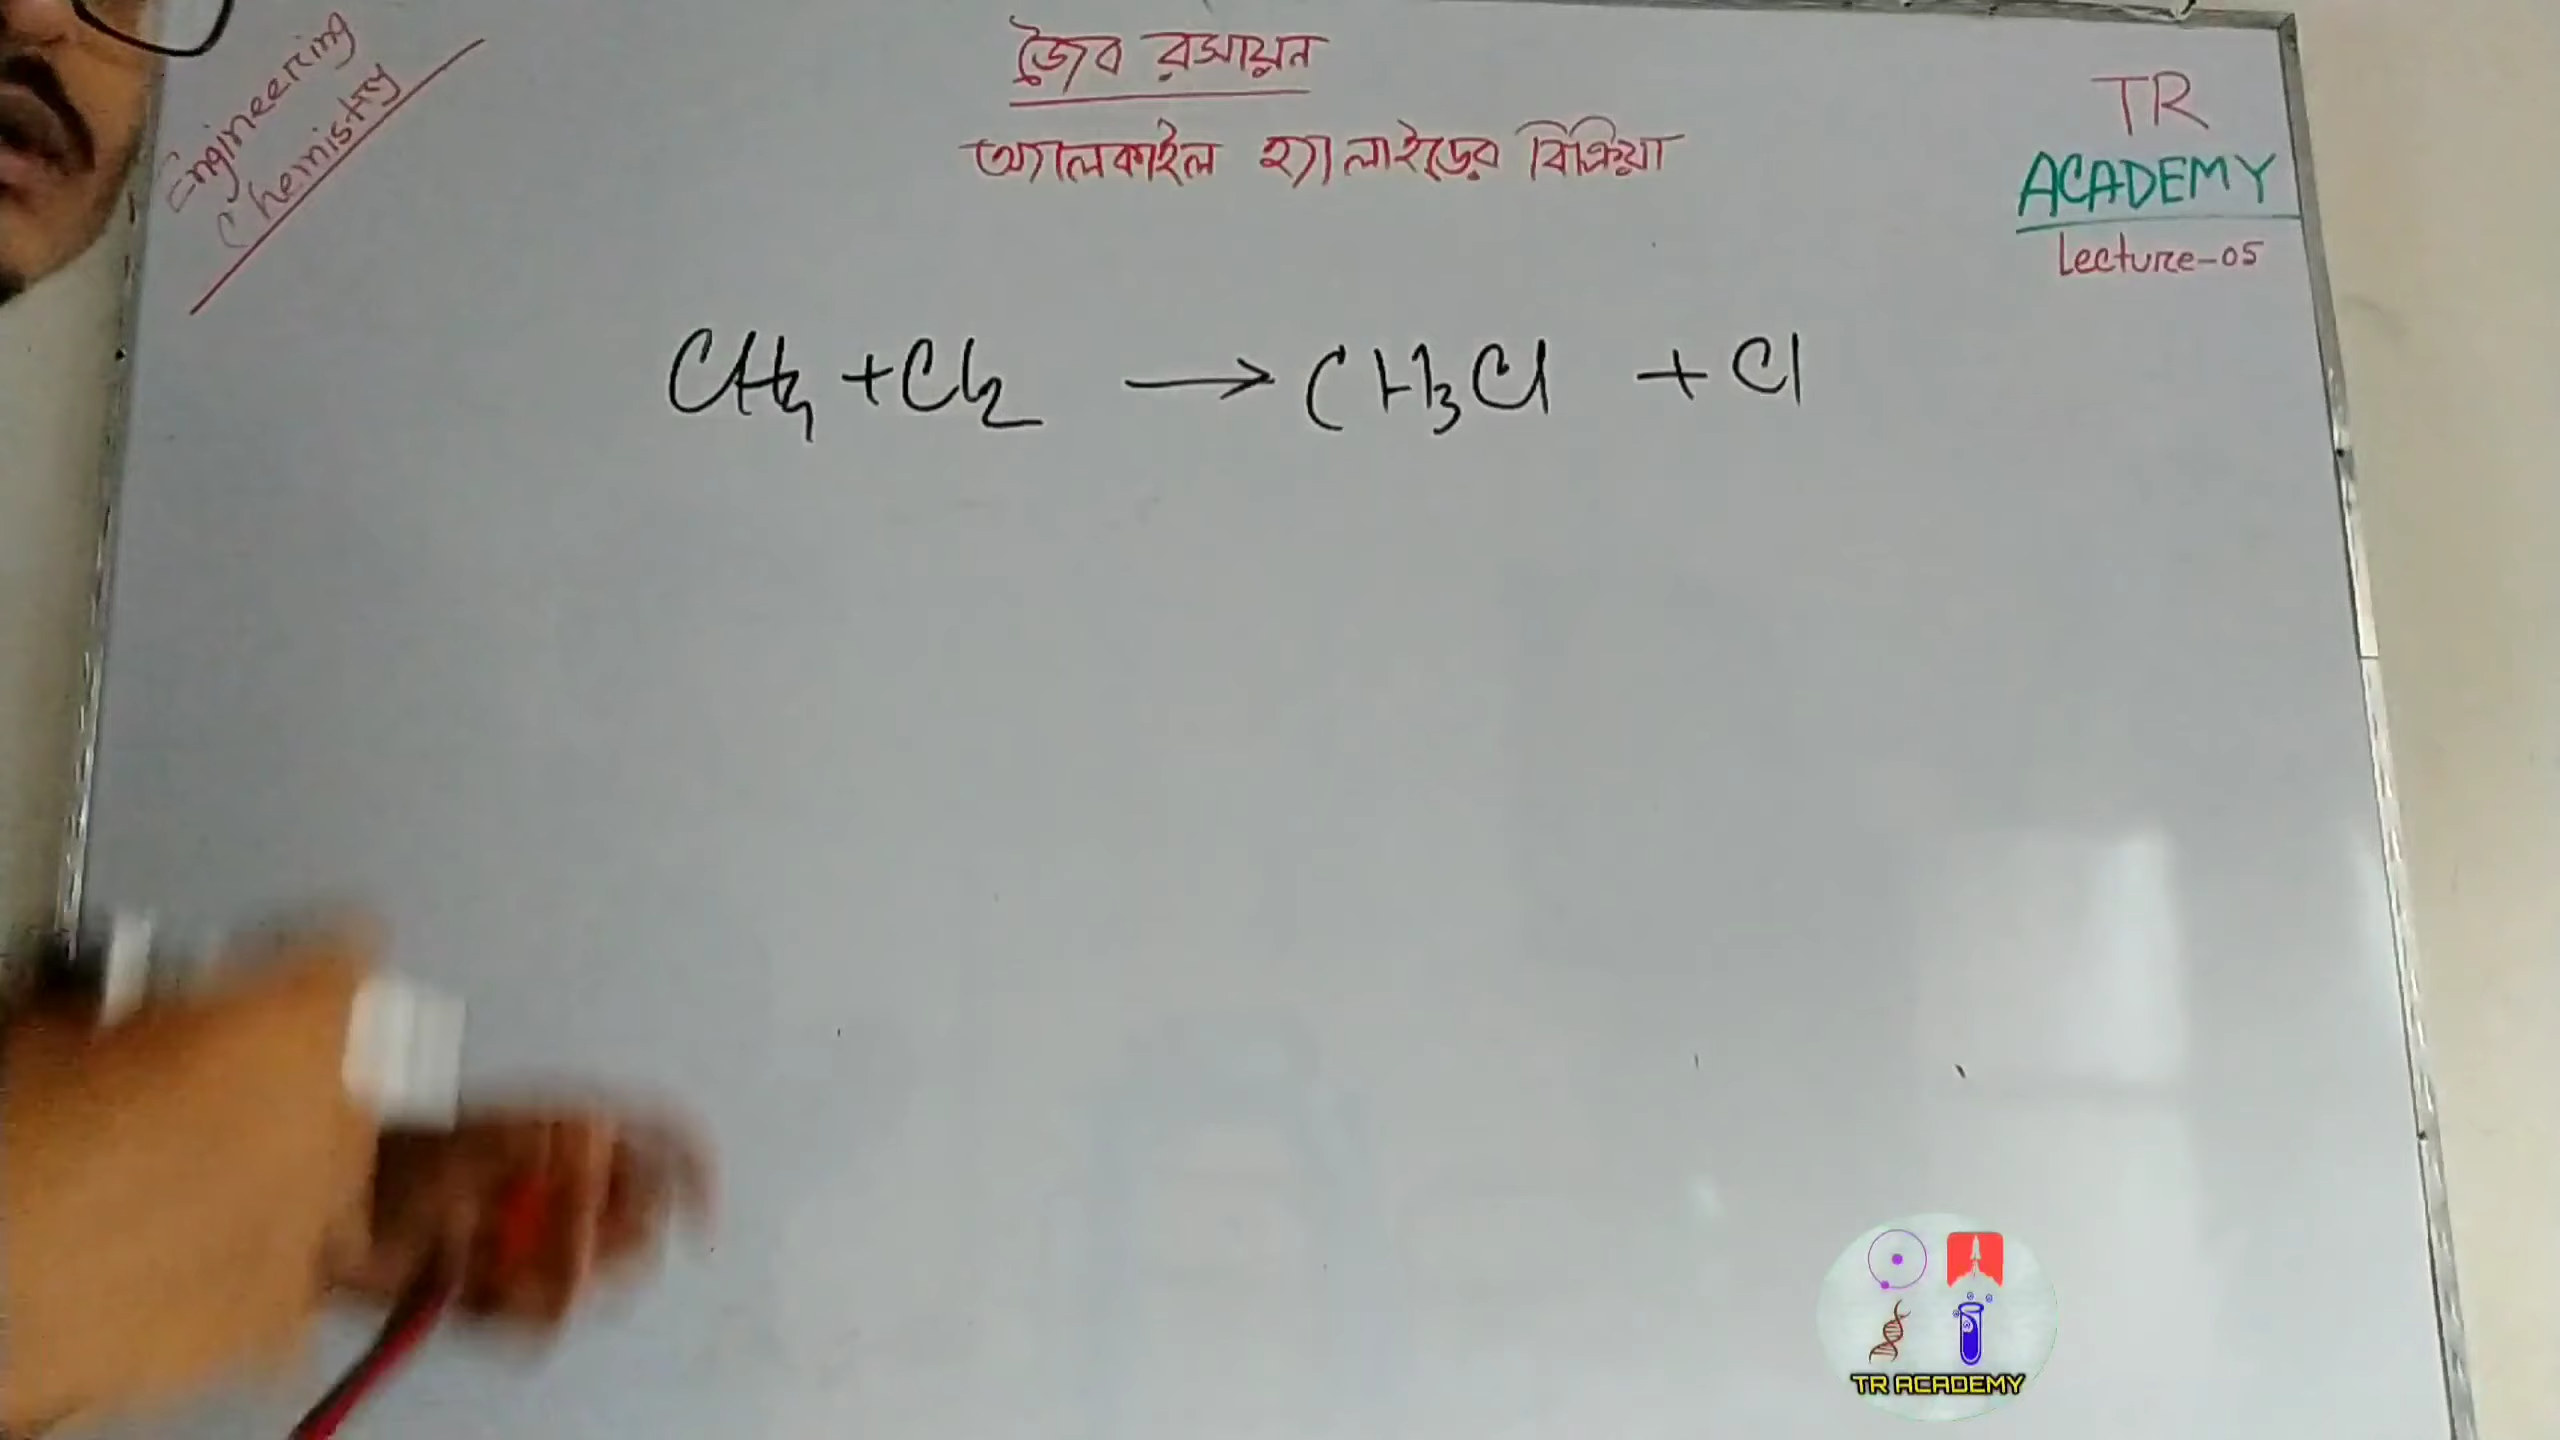 Engineering
Chemistry
জৈব রসায়ন
অ্যালকাইল হ্যালাইডের বিক্রিয়া
TR
ACADEMY
Lecture-05
CH₄ + Cl₂ → CH₃Cl + Cl
TR ACADEMY